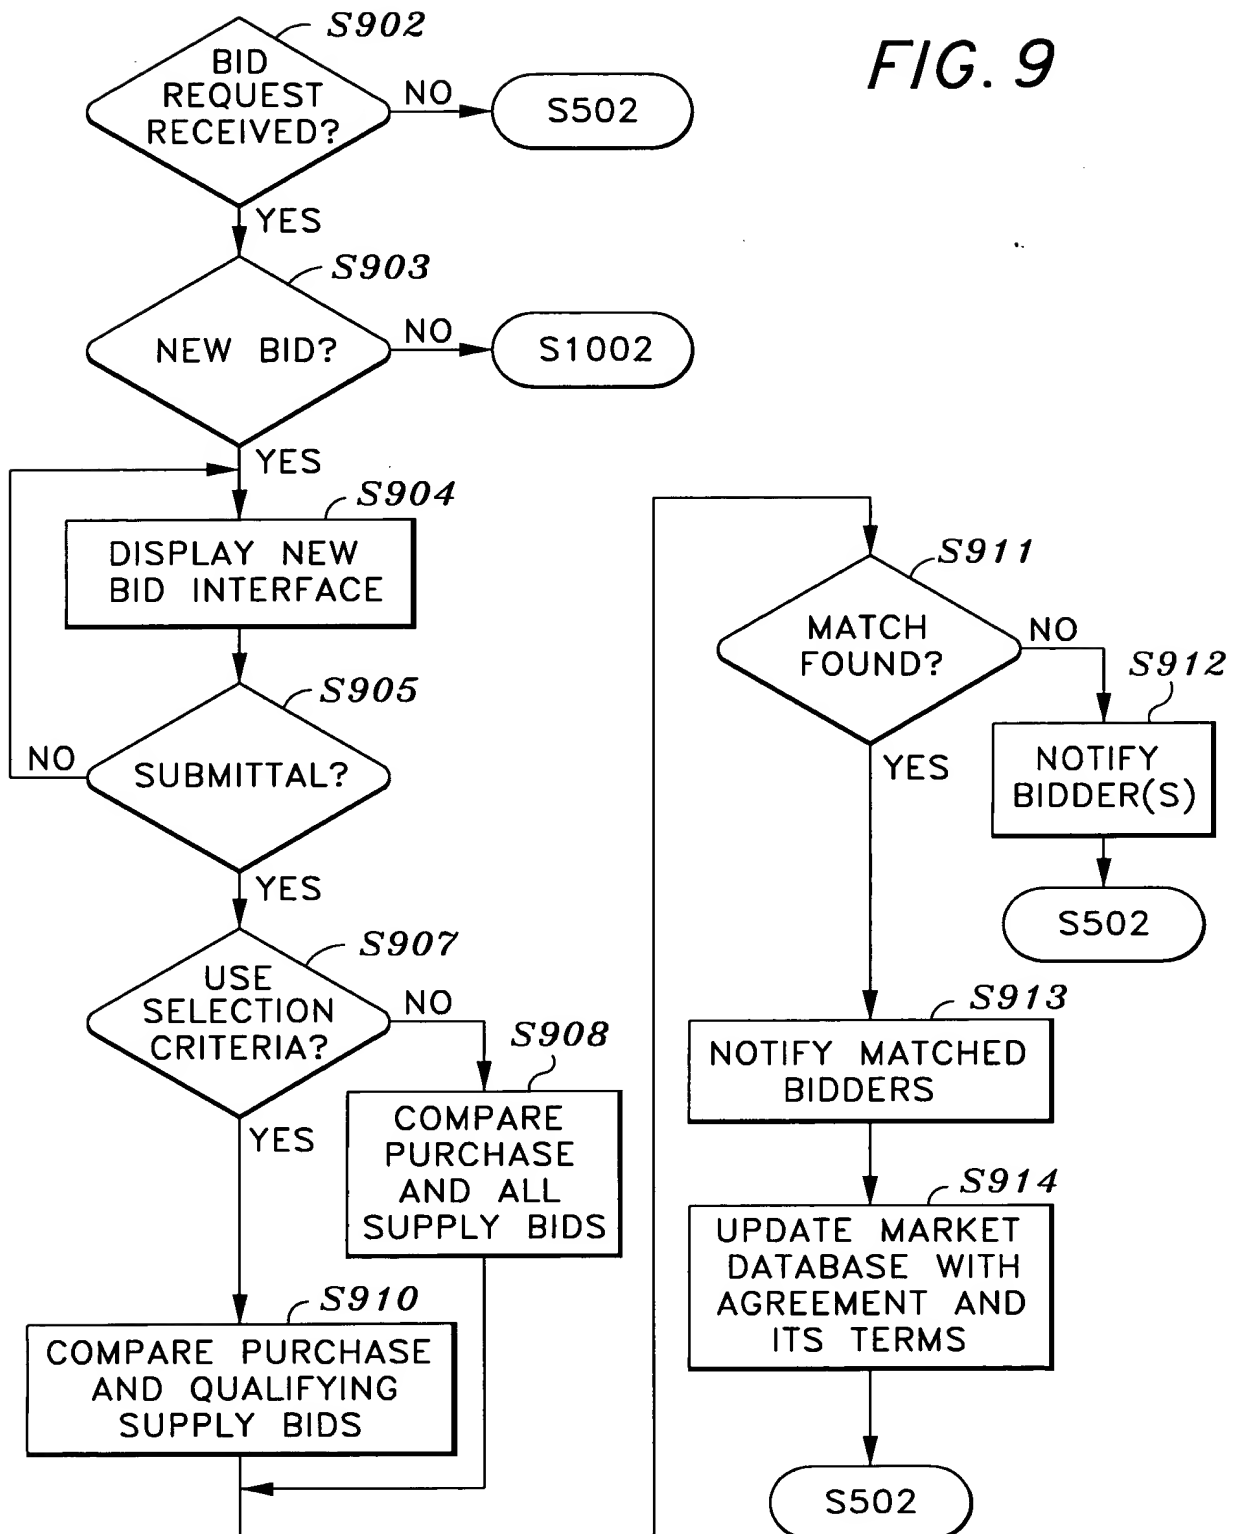 FIG. 9
S902
BID
REQUEST
RECEIVED?
NO
S502
YES
S903
NEW BID?
NO
S1002
YES
S904
DISPLAY NEW
BID INTERFACE
S905
SUBMITTAL?
NO
YES
S907
USE
SELECTION
CRITERIA?
NO
YES
S908
COMPARE
PURCHASE
AND ALL
SUPPLY BIDS
S910
COMPARE PURCHASE
AND QUALIFYING
SUPPLY BIDS
S911
MATCH
FOUND?
NO
S912
NOTIFY
BIDDER(S)
S502
YES
S913
NOTIFY MATCHED
BIDDERS
S914
UPDATE MARKET
DATABASE WITH
AGREEMENT AND
ITS TERMS
S502